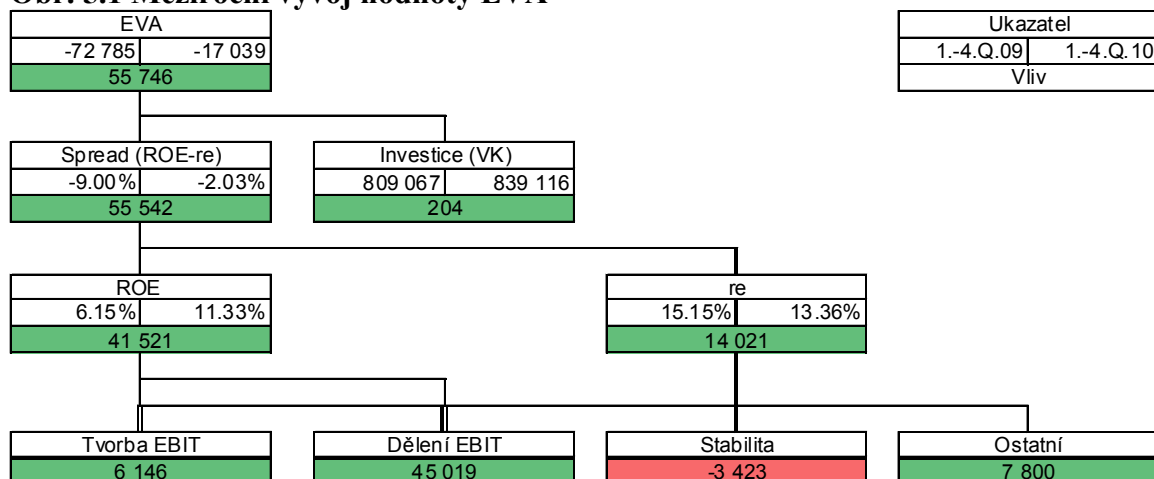 Obr. 5.1 Meziroční vývoj hodnoty EVA
EVA
-72 785 -17 039
55 746
Ukazatel
1.-4.Q.09 1.-4.Q.10
Vliv
Spread (ROE-re)
-9.00% -2.03%
55 542
Investice (VK)
809 067 839 116
204
ROE
6.15% 11.33%
41 521
re
15.15% 13.36%
14 021
Tvorba EBIT
6 146
Dělení EBIT
45 019
Stabilita
-3 423
Ostatní
7 800